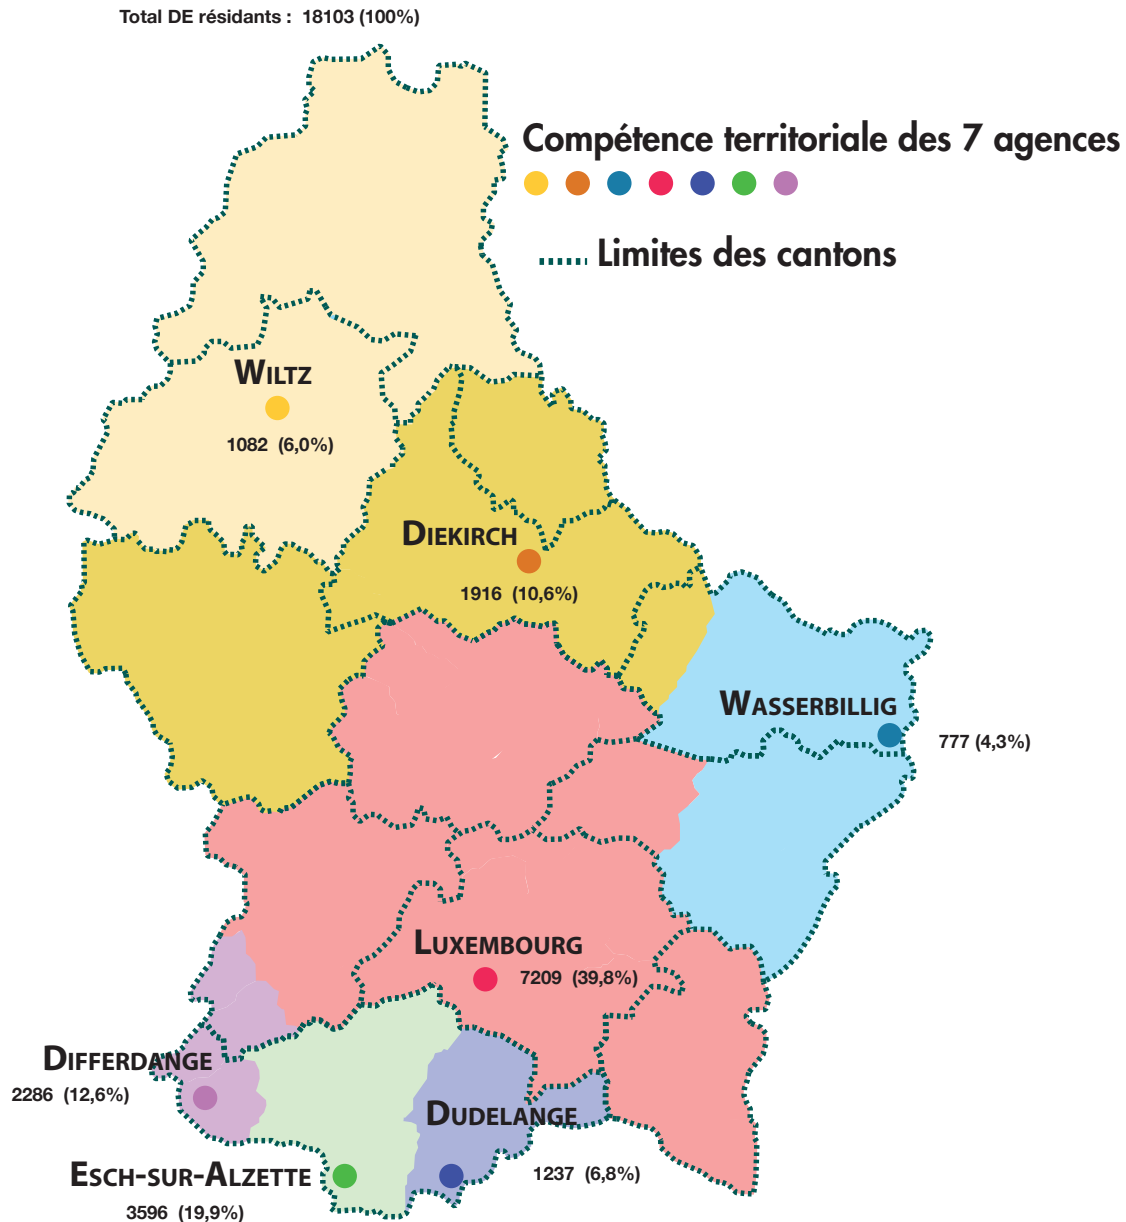 Total DE résidants : 18103 (100%)
Compétence territoriale des 7 agences
Limites des cantons
WILTZ
1082 (6,0%)
DIEKIRCH
1916 (10,6%)
WASSERBILLIG
777 (4,3%)
LUXEMBOURG
7209 (39,8%)
DIFFERDANGE
2286 (12,6%)
DUDELANGE
1237 (6,8%)
ESCH-SUR-ALZETTE
3596 (19,9%)